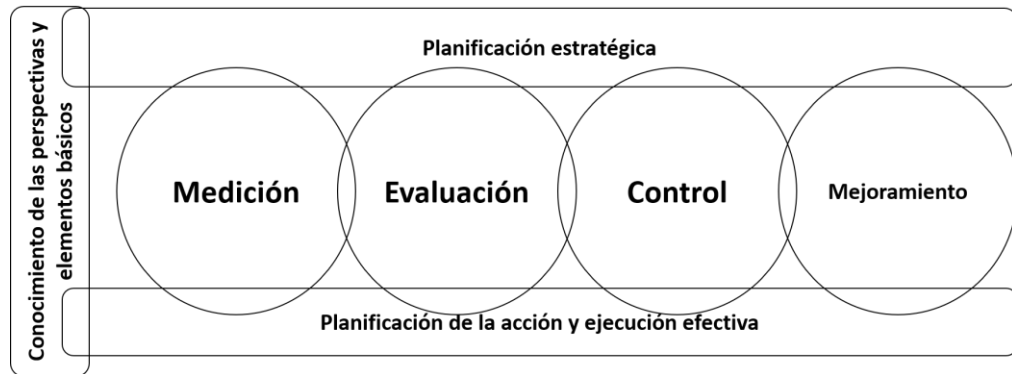 Conocimiento de las perspectivas y
elementos básicos
Planificación estratégica
Medición
Evaluación
Control
Mejoramiento
Planificación de la acción y ejecución efectiva